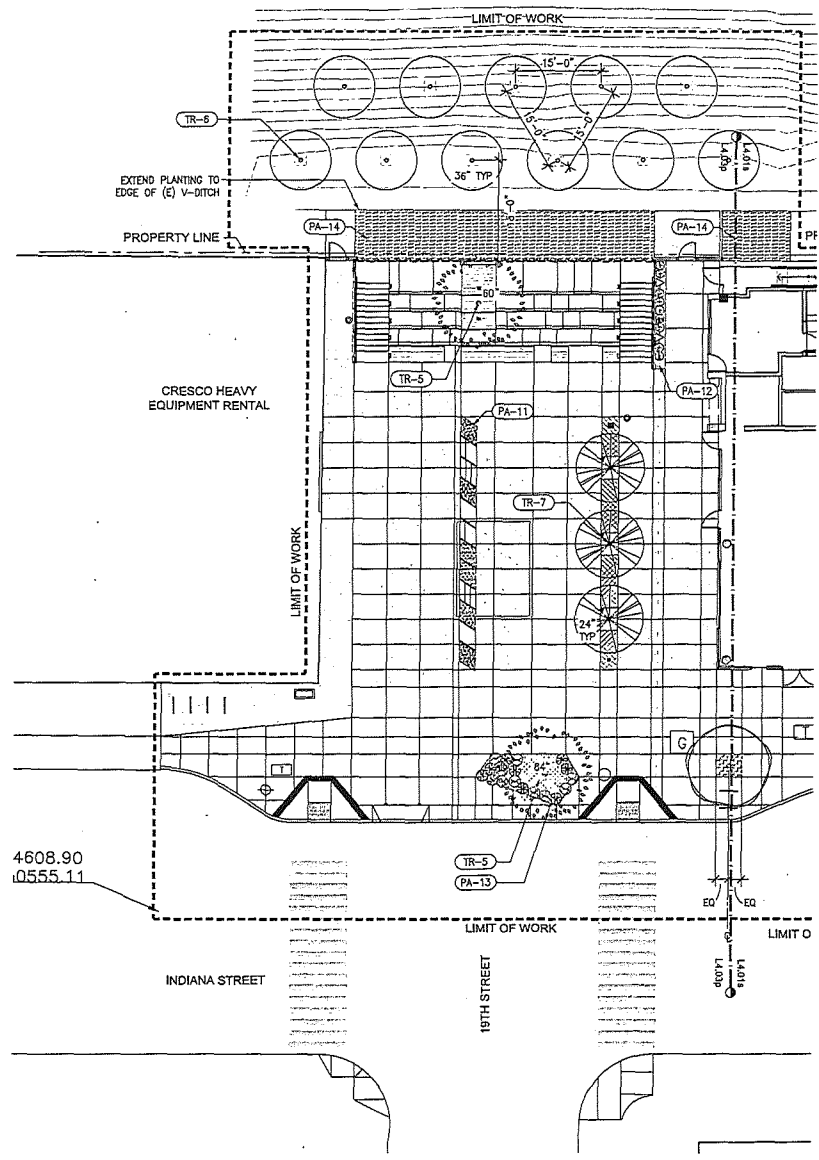 LIMIT OF WORK
15'-0"
TR-6
15'-0"
15'-0"
L4.03p
L4.01s
36" TYP
EXTEND PLANTING TO
EDGE OF (E) V-DITCH
PA-14
PA-14
PROPERTY LINE
PR
60"
TR-5
CRESCO HEAVY
EQUIPMENT RENTAL
PA-12
PA-11
TR-7
LIMIT OF WORK
24"
TYP
G
84"
T
TR-5
PA-13
4608.90
0555.11
EQ
EQ
LIMIT OF WORK
LIMIT O
INDIANA STREET
19TH STREET
L4.03p
L4.01s